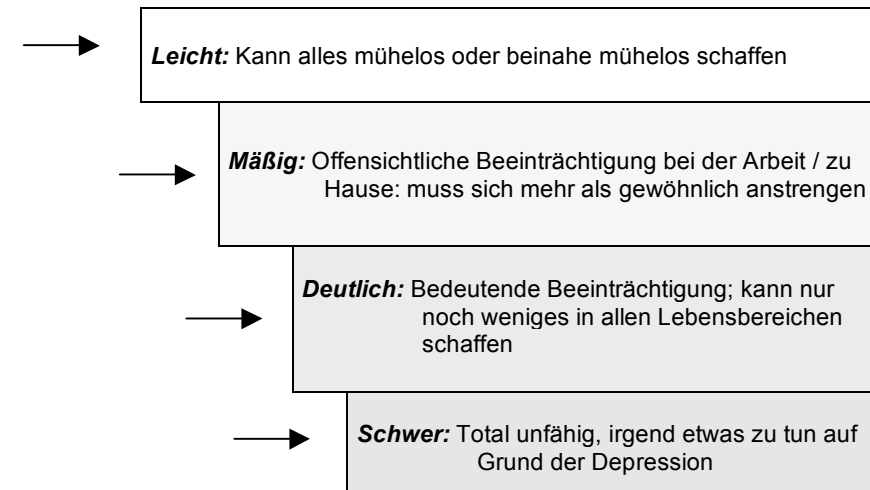 Leicht: Kann alles mühelos oder beinahe mühelos schaffen
Mäßig: Offensichtliche Beeinträchtigung bei der Arbeit / zu
Hause: muss sich mehr als gewöhnlich anstrengen
Deutlich: Bedeutende Beeinträchtigung; kann nur
noch weniges in allen Lebensbereichen
schaffen
Schwer: Total unfähig, irgend etwas zu tun auf
Grund der Depression